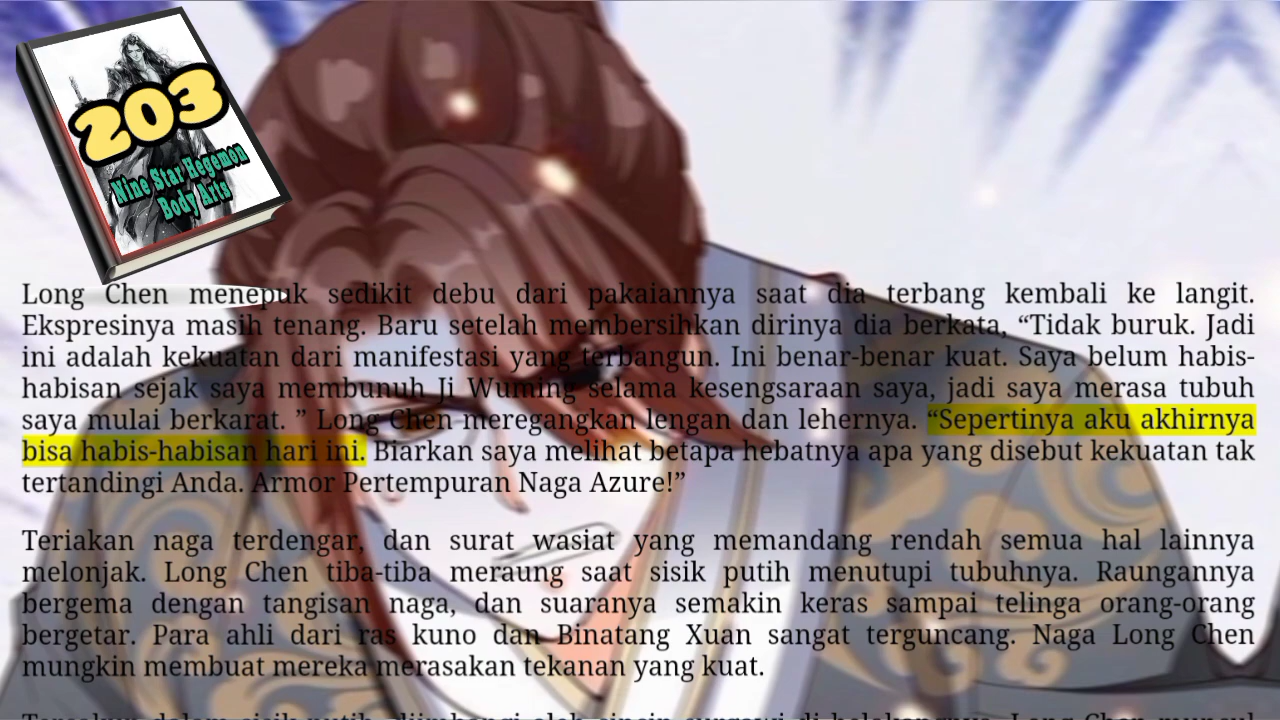 203
Nine Star Hegemon
Body Arts
Long Chen menepuk sedikit debu dari pakaiannya saat dia terbang kembali ke langit.
Ekspresinya masih tenang. Baru setelah membersihkan dirinya dia berkata, “Tidak buruk. Jadi
ini adalah kekuatan dari manifestasi yang terbangun. Ini benar-benar kuat. Saya belum habis-
habisan sejak saya membunuh Ji Wuming selama kesengsaraan saya, jadi saya merasa tubuh
saya mulai berkarat. ” Long Chen meregangkan lengan dan lehernya. “Sepertinya aku akhirnya
bisa habis-habisan hari ini. Biarkan saya melihat betapa hebatnya apa yang disebut kekuatan tak
tertandingi Anda. Armor Pertempuran Naga Azure!”
Teriakan naga terdengar, dan surat wasiat yang memandang rendah semua hal lainnya
melonjak. Long Chen tiba-tiba meraung saat sisik putih menutupi tubuhnya. Raungannya
bergema dengan tangisan naga, dan suaranya semakin keras sampai telinga orang-orang
bergetar. Para ahli dari ras kuno dan Binatang Xuan sangat terguncang. Naga Long Chen
mungkin membuat mereka merasakan tekanan yang kuat.